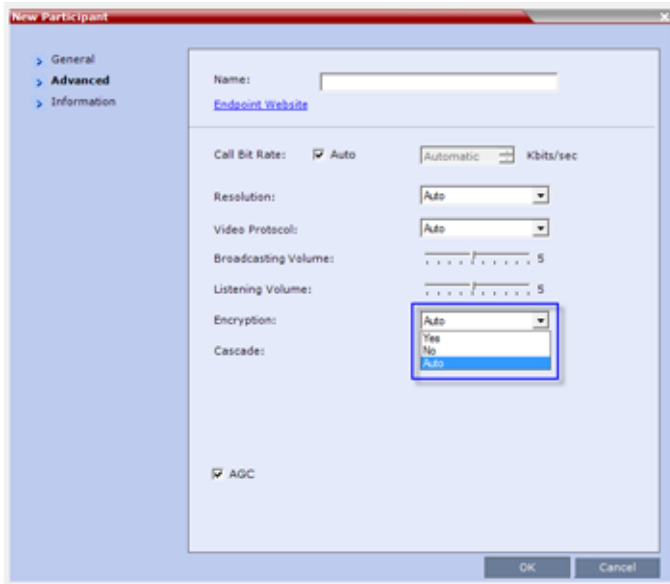 New Participant
General
Advanced
Information
Name:
Endpoint Website
Call Bit Rate: Auto Automatic Kbits/sec
Resolution: Auto
Video Protocol: Auto
Broadcasting Volume: 5
Listening Volume: 5
Encryption: Auto
Yes
No
Auto
Cascade:
AGC
OK Cancel